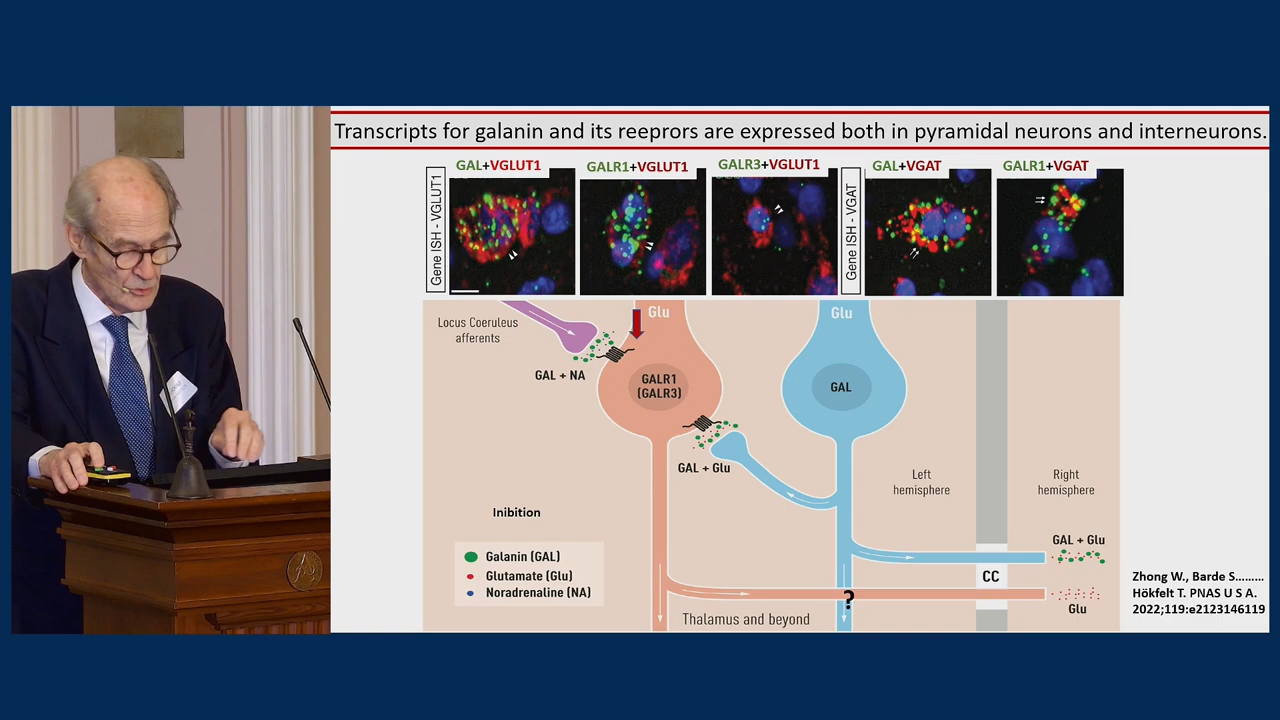 Transcripts for galanin and its reeprors are expressed both in pyramidal neurons and interneurons.
Gene ISH - VGLUT1
GAL+VGLUT1
GALR1+VGLUT1
GALR3+VGLUT1
Gene ISH - VGAT
GAL+VGAT
GALR1+VGAT
Locus Coeruleus
afferents
GAL + NA
Glu
GALR1
(GALR3)
Glu
GAL
GAL + Glu
Left
hemisphere
Right
hemisphere
Inibition
Galanin (GAL)
Glutamate (Glu)
Noradrenaline (NA)
GAL + Glu
CC
Glu
?
Thalamus and beyond
Zhong W., Barde S.........
Hökfelt T. PNAS U S A.
2022;119:e2123146119